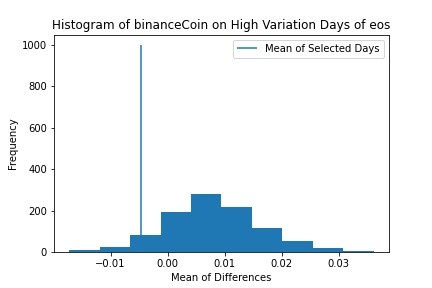 Histogram of binanceCoin on High Variation Days of eos
Mean of Selected Days
1000
800
600
400
200
0
Frequency
−0.01 0.00 0.01 0.02 0.03
Mean of Differences